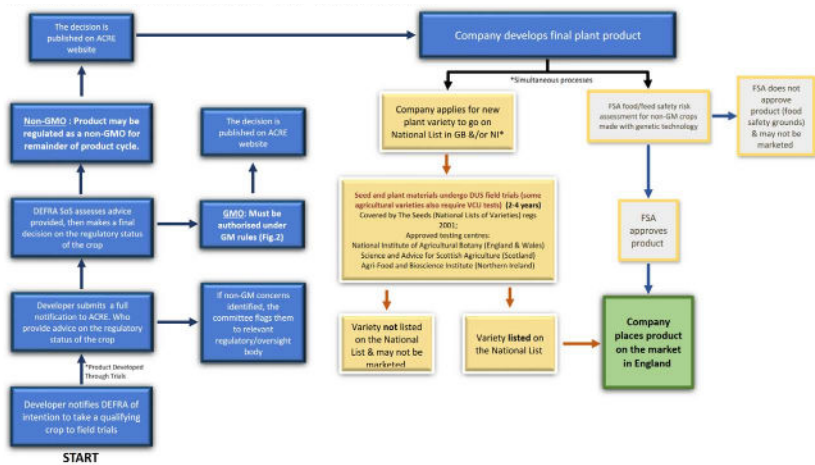 The decision is
published on ACRE
website
Company develops final plant product
*Simultaneous processes
Non-GMO : Product may be
regulated as a non-GMO for
remainder of product cycle.
The decision is
published on ACRE
website
Company applies for new
plant variety to go on
National List in GB &/or NI*
FSA food/feed safety risk
assessment for non-GM crops
made with genetic technology
FSA does not
approve
product (food
safety grounds)
& may not be
marketed
DEFRA SoS assesses advice
provided, then makes a final
decision on the regulatory status
of the crop
GMO: Must be
authorised under
GM rules (Fig.2)
Seed and plant materials undergo DUS field trials (some
agricultural varieties also require VCU tests) (2-4 years)
Covered by The Seeds (National Lists of Varieties) regs
2001;
Approved testing centres:
National Institute of Agricultural Botany (England & Wales)
Science and Advice for Scottish Agriculture (Scotland)
Agri-Food and Bioscience Institute (Northern Ireland)
FSA
approves
product
Developer submits a full
notification to ACRE. Who
provide advice on the regulatory
status of the crop
If non-GM concerns
identified, the
committee flags them
to relevant
regulatory/oversight
body
Variety not listed
on the National
List & may not be
marketed
Variety listed on
the National List
Company
places product
on the market
in England
*Product Developed
Through Trials
Developer notifies DEFRA of
intention to take a qualifying
crop to field trials
START